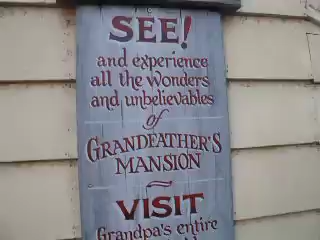 SEE!
and experience
all the wonders
and unbelievables
of
GRANDFATHER'S
MANSION
VISIT
Grandpa's entire